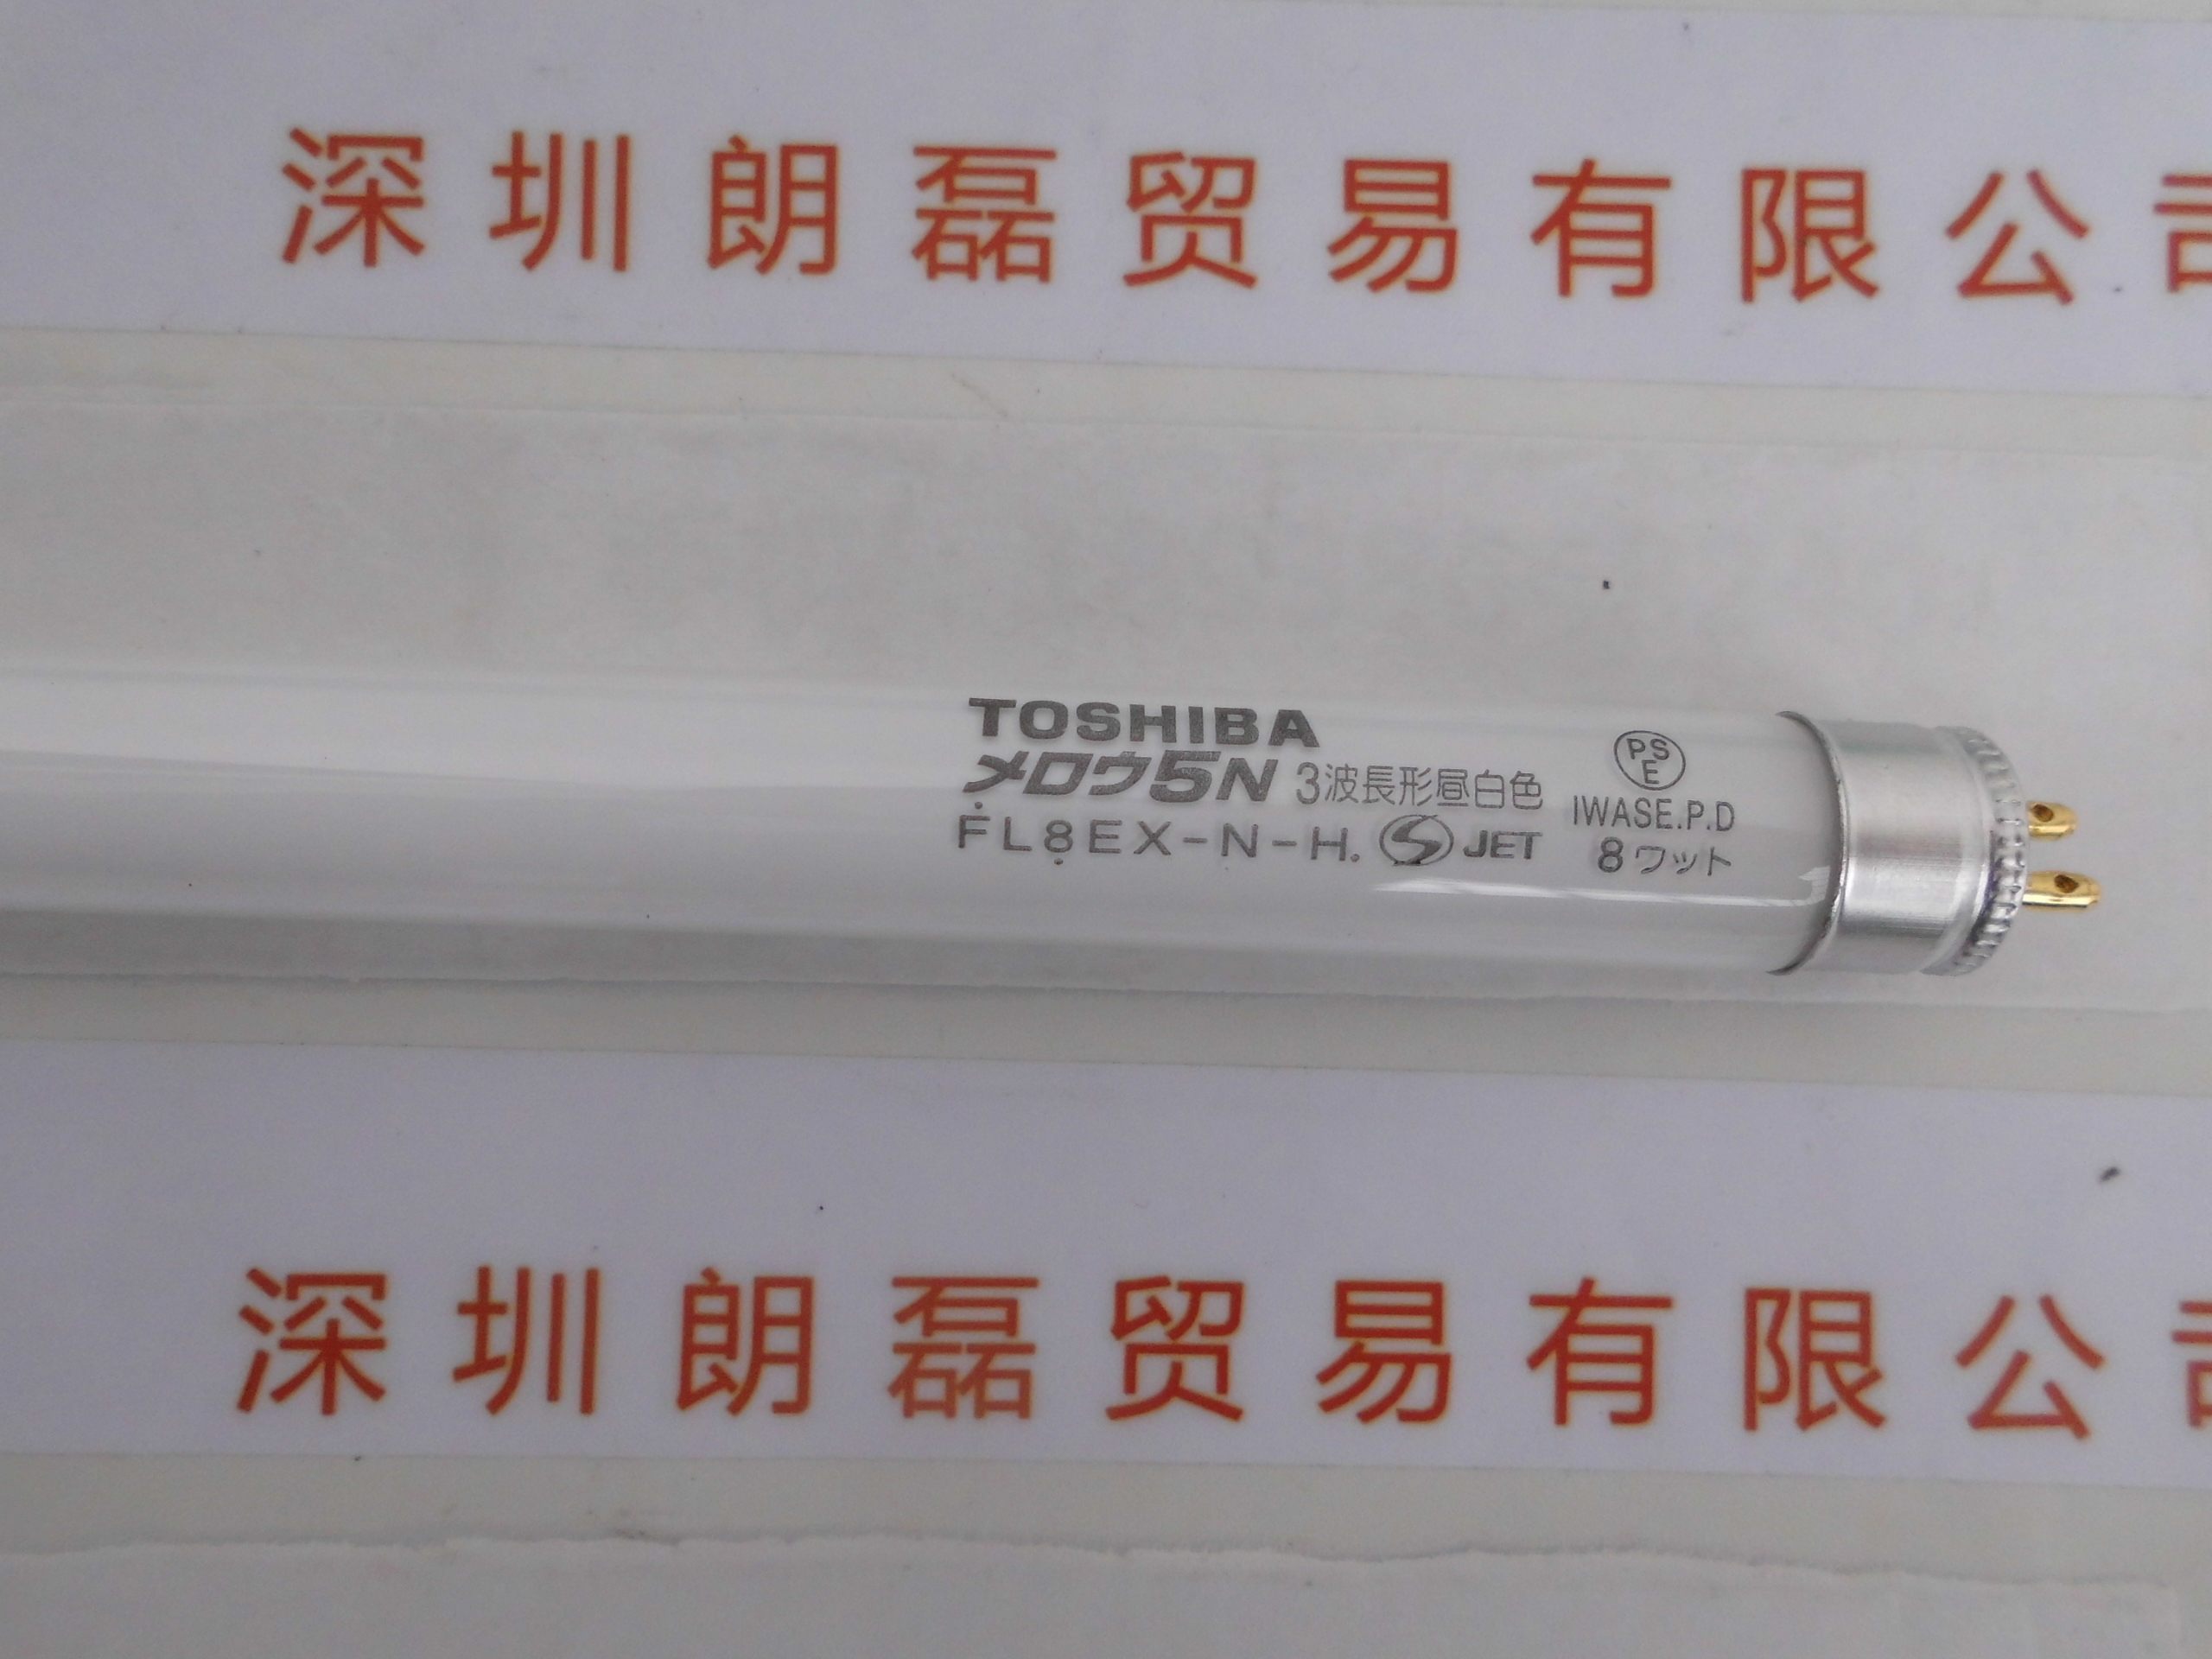 深圳朗磊贸易有限公司
TOSHIBA
メロウ5N 3波長形昼白色
FL8EX-N-H. S JET
PSE
IWASE.P.D
8ワット
深圳朗磊贸易有限公司